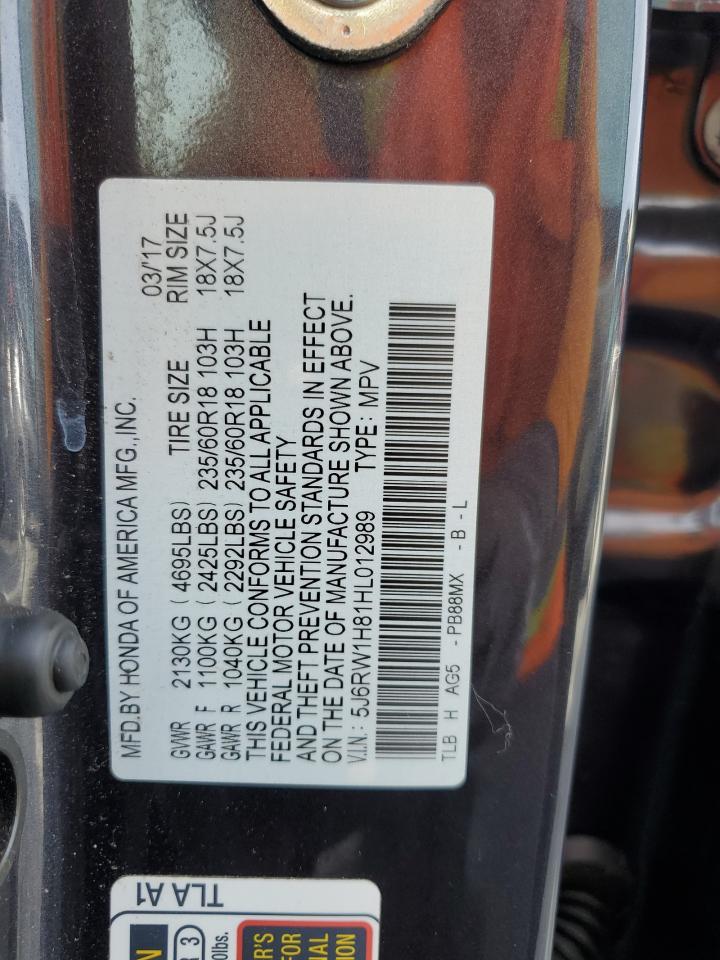 MFD.BY HONDA OF AMERICA MFG.,INC. 03/'17
GVWR 2130KG ( 4695LBS) TIRE SIZE RIM SIZE
GAWR F 1100KG ( 2425LBS) 235/60R18 103H 18X7.5J
GAWR R 1040KG ( 2292LBS) 235/60R18 103H 18X7.5J
THIS VEHICLE CONFORMS TO ALL APPLICABLE
FEDERAL MOTOR VEHICLE SAFETY
AND THEFT PREVENTION STANDARDS IN EFFECT
ON THE DATE OF MANUFACTURE SHOWN ABOVE.
V.I.N.: 5J6RW1H81HL012989 TYPE: MPV
TLB H AG5 - PB88MX - B - L
TLA A1
3
0lbs.
R'S
FOR